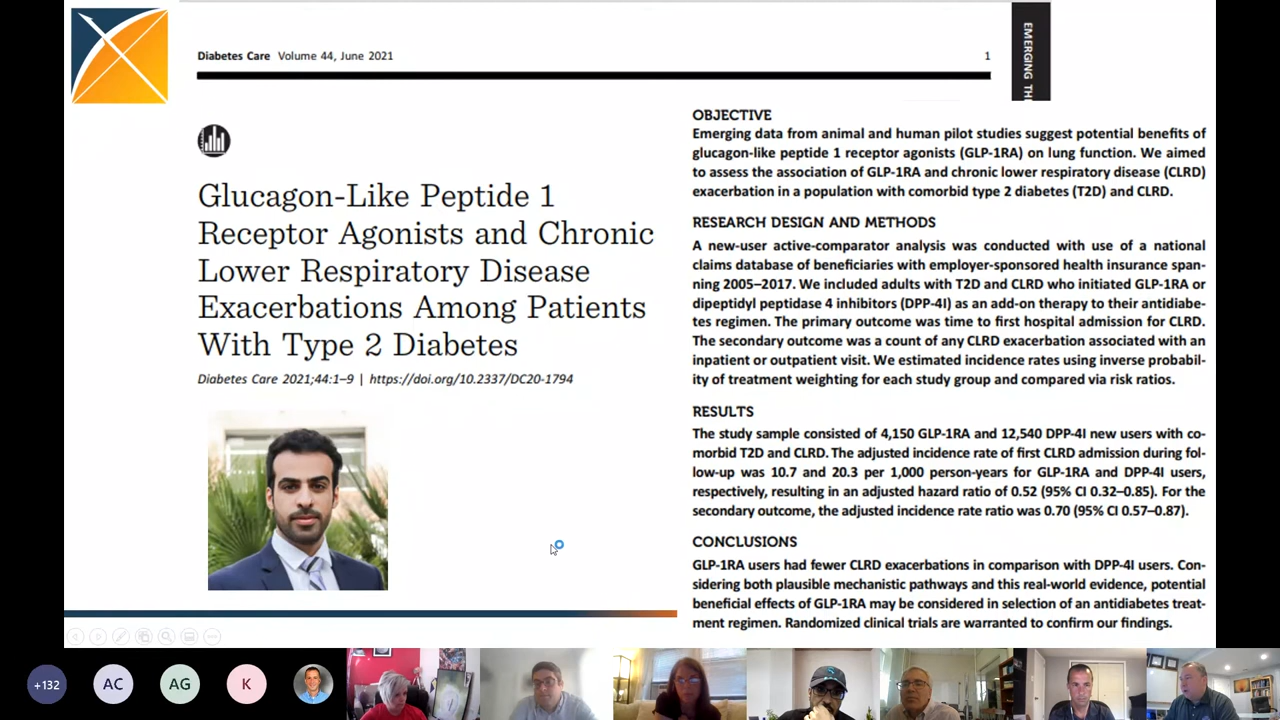 Diabetes Care Volume 44, June 2021
1
EMERGING
Glucagon-Like Peptide 1
Receptor Agonists and Chronic
Lower Respiratory Disease
Exacerbations Among Patients
With Type 2 Diabetes
Diabetes Care 2021;44:1–9 | https://doi.org/10.2337/DC20-1794
OBJECTIVE
Emerging data from animal and human pilot studies suggest potential benefits of
glucagon-like peptide 1 receptor agonists (GLP-1RA) on lung function. We aimed
to assess the association of GLP-1RA and chronic lower respiratory disease (CLRD)
exacerbation in a population with comorbid type 2 diabetes (T2D) and CLRD.
RESEARCH DESIGN AND METHODS
A new-user active-comparator analysis was conducted with use of a national
claims database of beneficiaries with employer-sponsored health insurance span-
ning 2005–2017. We included adults with T2D and CLRD who initiated GLP-1RA or
dipeptidyl peptidase 4 inhibitors (DPP-4I) as an add-on therapy to their antidiabe-
tes regimen. The primary outcome was time to first hospital admission for CLRD.
The secondary outcome was a count of any CLRD exacerbation associated with an
inpatient or outpatient visit. We estimated incidence rates using inverse probabil-
ity of treatment weighting for each study group and compared via risk ratios.
RESULTS
The study sample consisted of 4,150 GLP-1RA and 12,540 DPP-4I new users with co-
morbid T2D and CLRD. The adjusted incidence rate of first CLRD admission during fol-
low-up was 10.7 and 20.3 per 1,000 person-years for GLP-1RA and DPP-4I users,
respectively, resulting in an adjusted hazard ratio of 0.52 (95% CI 0.32–0.85). For the
secondary outcome, the adjusted incidence rate ratio was 0.70 (95% CI 0.57–0.87).
CONCLUSIONS
GLP-1RA users had fewer CLRD exacerbations in comparison with DPP-4I users. Con-
sidering both plausible mechanistic pathways and this real-world evidence, potential
beneficial effects of GLP-1RA may be considered in selection of an antidiabetes treat-
ment regimen. Randomized clinical trials are warranted to confirm our findings.
+132
AC
AG
K